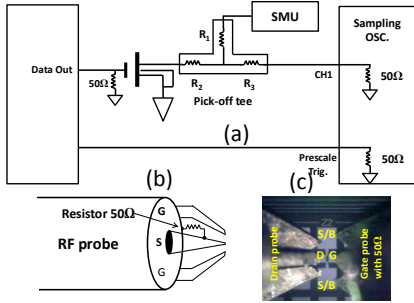 SMU
Sampling
OSC.
R1
Data Out
50Ω
R2
R3
CH1
50Ω
Pick-off tee
(a)
Prescale
Trig.
50Ω
(b)
(c)
Resistor 50Ω
G
RF probe
S
G
S/B
D G
S/B
Drain probe
Gate probe
with 50Ω